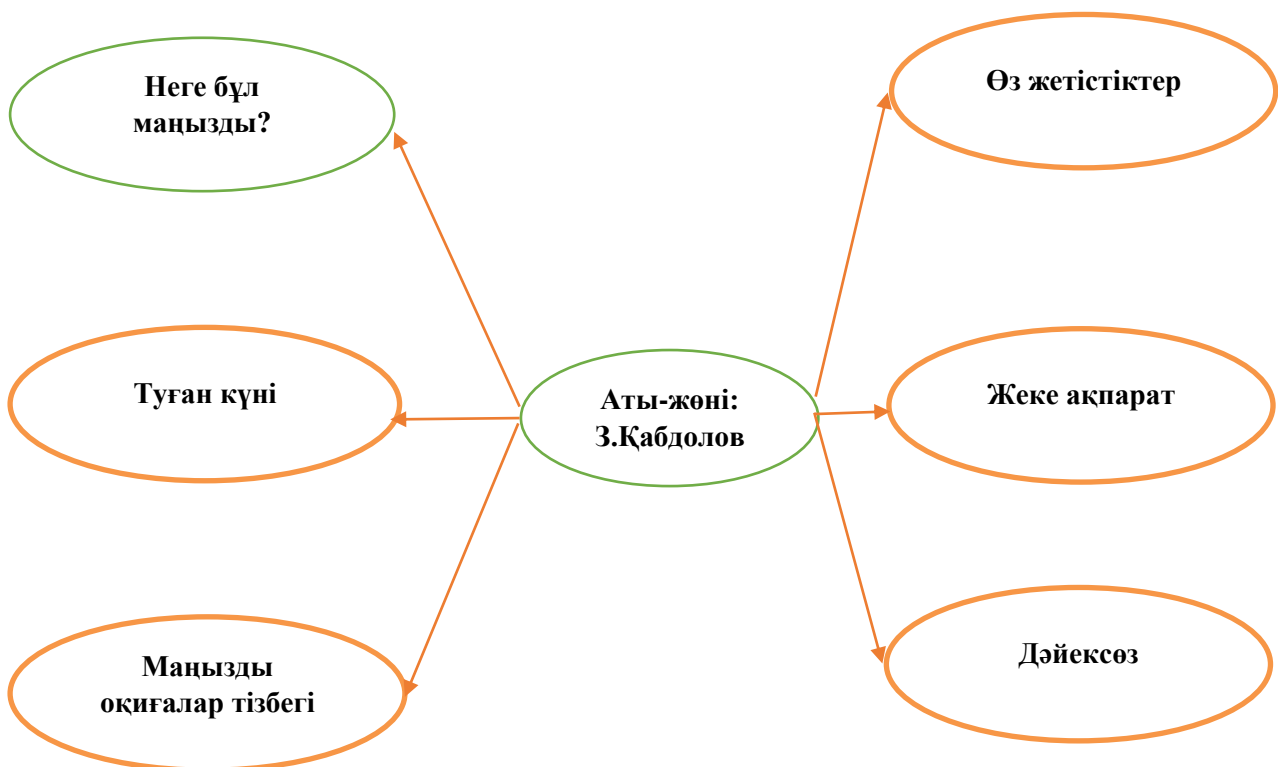 Неге бұл
маңызды?
Өз жетістіктер
Туған күні
Аты-жөні:
З.Қабдолов
Жеке ақпарат
Маңызды
оқиғалар тізбегі
Дәйексөз